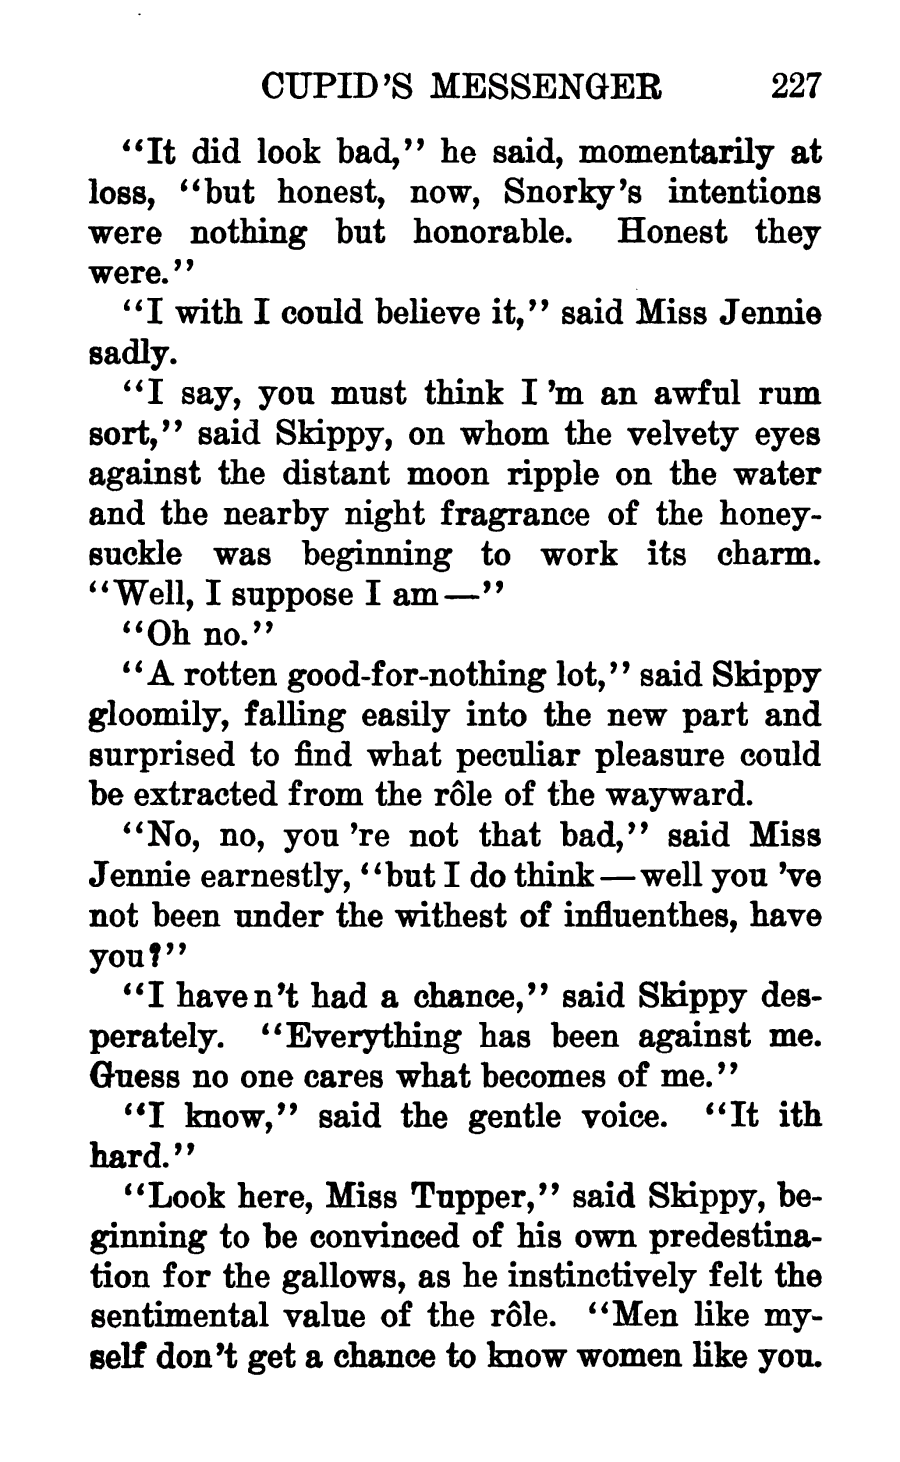 CUPID'S MESSENGER 227
"It did look bad," he said, momentarily at
loss, "but honest, now, Snorky's intentions
were nothing but honorable. Honest they
were."
"I with I could believe it," said Miss Jennie
sadly.
"I say, you must think I'm an awful rum
sort," said Skippy, on whom the velvety eyes
against the distant moon ripple on the water
and the nearby night fragrance of the honey-
suckle was beginning to work its charm.
"Well, I suppose I am—"
"Oh no."
"A rotten good-for-nothing lot," said Skippy
gloomily, falling easily into the new part and
surprised to find what peculiar pleasure could
be extracted from the rôle of the wayward.
"No, no, you're not that bad," said Miss
Jennie earnestly, "but I do think—well you've
not been under the withest of influenthes, have
you?"
"I haven't had a chance," said Skippy des-
perately. "Everything has been against me.
Guess no one cares what becomes of me."
"I know," said the gentle voice. "It ith
hard."
"Look here, Miss Tupper," said Skippy, be-
ginning to be convinced of his own predestina-
tion for the gallows, as he instinctively felt the
sentimental value of the rôle. "Men like my-
self don't get a chance to know women like you.